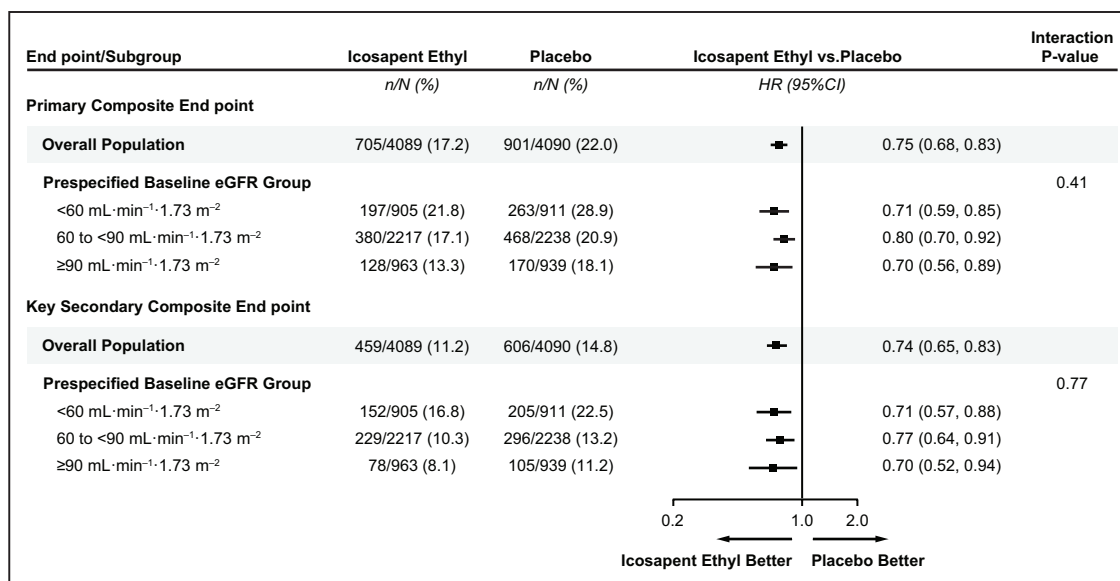 End point/Subgroup Icosapent Ethyl Placebo Icosapent Ethyl vs.Placebo Interaction P-value
n/N (%) n/N (%) HR (95%CI)
Primary Composite End point
Overall Population 705/4089 (17.2) 901/4090 (22.0) 0.75 (0.68, 0.83)
Prespecified Baseline eGFR Group 0.41
<60 mL·min⁻¹·1.73 m⁻² 197/905 (21.8) 263/911 (28.9) 0.71 (0.59, 0.85)
60 to <90 mL·min⁻¹·1.73 m⁻² 380/2217 (17.1) 468/2238 (20.9) 0.80 (0.70, 0.92)
≥90 mL·min⁻¹·1.73 m⁻² 128/963 (13.3) 170/939 (18.1) 0.70 (0.56, 0.89)
Key Secondary Composite End point
Overall Population 459/4089 (11.2) 606/4090 (14.8) 0.74 (0.65, 0.83)
Prespecified Baseline eGFR Group 0.77
<60 mL·min⁻¹·1.73 m⁻² 152/905 (16.8) 205/911 (22.5) 0.71 (0.57, 0.88)
60 to <90 mL·min⁻¹·1.73 m⁻² 229/2217 (10.3) 296/2238 (13.2) 0.77 (0.64, 0.91)
≥90 mL·min⁻¹·1.73 m⁻² 78/963 (8.1) 105/939 (11.2) 0.70 (0.52, 0.94)
0.2 1.0 2.0
Icosapent Ethyl Better Placebo Better